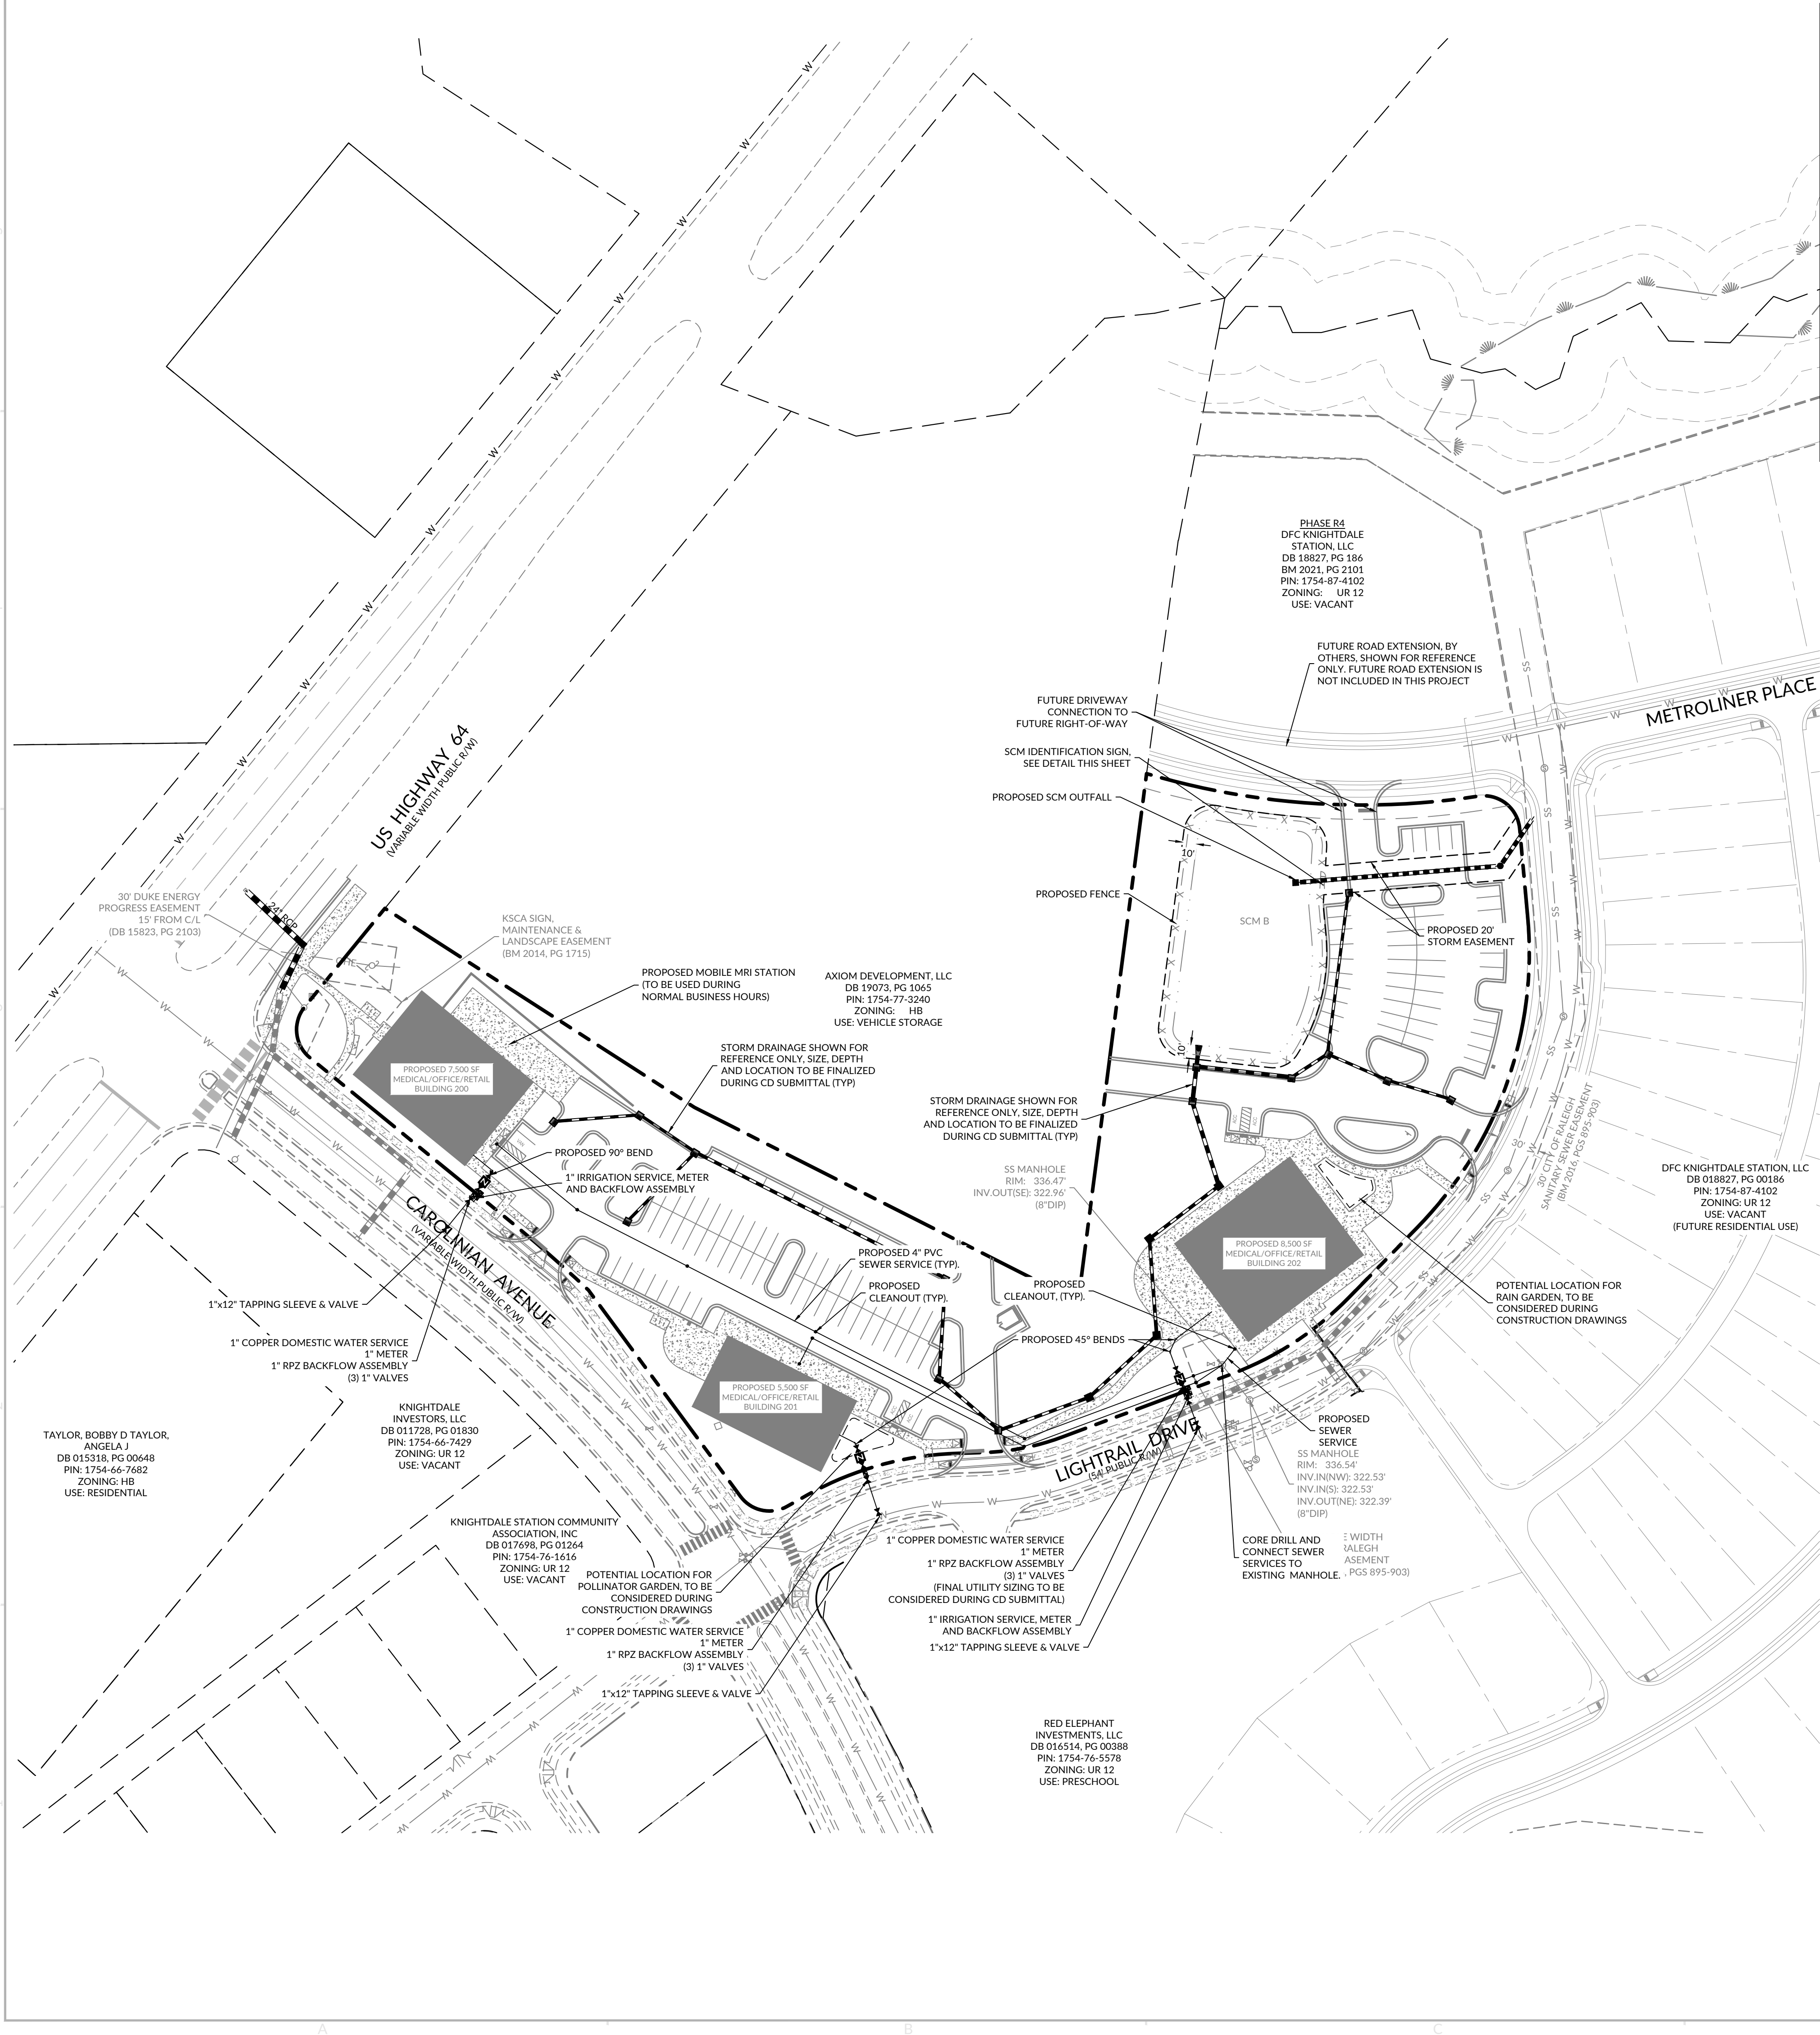 PHASE R4
DFC KNIGHTDALE
STATION, LLC
DB 18827, PG 186
BM 2021, PG 2101
PIN: 1754-87-4102
ZONING: UR 12
USE: VACANT
FUTURE ROAD EXTENSION, BY
OTHERS, SHOWN FOR REFERENCE
ONLY. FUTURE ROAD EXTENSION IS
NOT INCLUDED IN THIS PROJECT
METROLINER PLACE
FUTURE DRIVEWAY
CONNECTION TO
FUTURE RIGHT-OF-WAY
SCM IDENTIFICATION SIGN,
SEE DETAIL THIS SHEET
PROPOSED SCM OUTFALL
10'
PROPOSED FENCE
SCM B
PROPOSED 20'
STORM EASEMENT
10'
US HIGHWAY 64
(VARIABLE WIDTH PUBLIC R/W)
30' DUKE ENERGY
PROGRESS EASEMENT
15' FROM C/L
(DB 15823, PG 2103)
24" RCP
KSCA SIGN,
MAINTENANCE &
LANDSCAPE EASEMENT
(BM 2014, PG 1715)
PROPOSED MOBILE MRI STATION
(TO BE USED DURING
NORMAL BUSINESS HOURS)
AXIOM DEVELOPMENT, LLC
DB 19073, PG 1065
PIN: 1754-77-3240
ZONING: HB
USE: VEHICLE STORAGE
PROPOSED 7,500 SF
MEDICAL/OFFICE/RETAIL
BUILDING 200
STORM DRAINAGE SHOWN FOR
REFERENCE ONLY, SIZE, DEPTH
AND LOCATION TO BE FINALIZED
DURING CD SUBMITTAL (TYP)
STORM DRAINAGE SHOWN FOR
REFERENCE ONLY, SIZE, DEPTH
AND LOCATION TO BE FINALIZED
DURING CD SUBMITTAL (TYP)
30'
30' CITY OF RALEIGH
SANITARY SEWER EASEMENT
(BM 2016, PGS 895-903)
DFC KNIGHTDALE STATION, LLC
DB 018827, PG 00186
PIN: 1754-87-4102
ZONING: UR 12
USE: VACANT
(FUTURE RESIDENTIAL USE)
PROPOSED 90° BEND
1" IRRIGATION SERVICE, METER
AND BACKFLOW ASSEMBLY
SS MANHOLE
RIM: 336.47'
INV.OUT(SE): 322.96'
(8"DIP)
CAROLINIAN AVENUE
(VARIABLE WIDTH PUBLIC R/W)
PROPOSED 8,500 SF
MEDICAL/OFFICE/RETAIL
BUILDING 202
PROPOSED 4" PVC
SEWER SERVICE (TYP).
PROPOSED
CLEANOUT (TYP).
PROPOSED
CLEANOUT, (TYP).
POTENTIAL LOCATION FOR
RAIN GARDEN, TO BE
CONSIDERED DURING
CONSTRUCTION DRAWINGS
1"x12" TAPPING SLEEVE & VALVE
PROPOSED 45° BENDS
1" COPPER DOMESTIC WATER SERVICE
1" METER
1" RPZ BACKFLOW ASSEMBLY
(3) 1" VALVES
PROPOSED 5,500 SF
MEDICAL/OFFICE/RETAIL
BUILDING 201
KNIGHTDALE
INVESTORS, LLC
DB 011728, PG 01830
PIN: 1754-66-7429
ZONING: UR 12
USE: VACANT
TAYLOR, BOBBY D TAYLOR,
ANGELA J
DB 015318, PG 00648
PIN: 1754-66-7682
ZONING: HB
USE: RESIDENTIAL
LIGHTRAIL DRIVE
(54' PUBLIC R/W)
PROPOSED
SEWER
SERVICE
SS MANHOLE
RIM: 336.54'
INV.IN(NW): 322.53'
INV.IN(S): 322.53'
INV.OUT(NE): 322.39'
(8"DIP)
KNIGHTDALE STATION COMMUNITY
ASSOCIATION, INC
DB 017698, PG 01264
PIN: 1754-76-1616
ZONING: UR 12
USE: VACANT
1" COPPER DOMESTIC WATER SERVICE
1" METER
1" RPZ BACKFLOW ASSEMBLY
(3) 1" VALVES
(FINAL UTILITY SIZING TO BE
CONSIDERED DURING CD SUBMITTAL)
CORE DRILL AND
CONNECT SEWER
SERVICES TO
EXISTING MANHOLE.
E WIDTH
RALEGH
ASEMENT
, PGS 895-903)
POTENTIAL LOCATION FOR
POLLINATOR GARDEN, TO BE
CONSIDERED DURING
CONSTRUCTION DRAWINGS
1" IRRIGATION SERVICE, METER
AND BACKFLOW ASSEMBLY
1" COPPER DOMESTIC WATER SERVICE
1" METER
1" RPZ BACKFLOW ASSEMBLY
(3) 1" VALVES
1"x12" TAPPING SLEEVE & VALVE
1"x12" TAPPING SLEEVE & VALVE
RED ELEPHANT
INVESTMENTS, LLC
DB 016514, PG 00388
PIN: 1754-76-5578
ZONING: UR 12
USE: PRESCHOOL
A
B
C